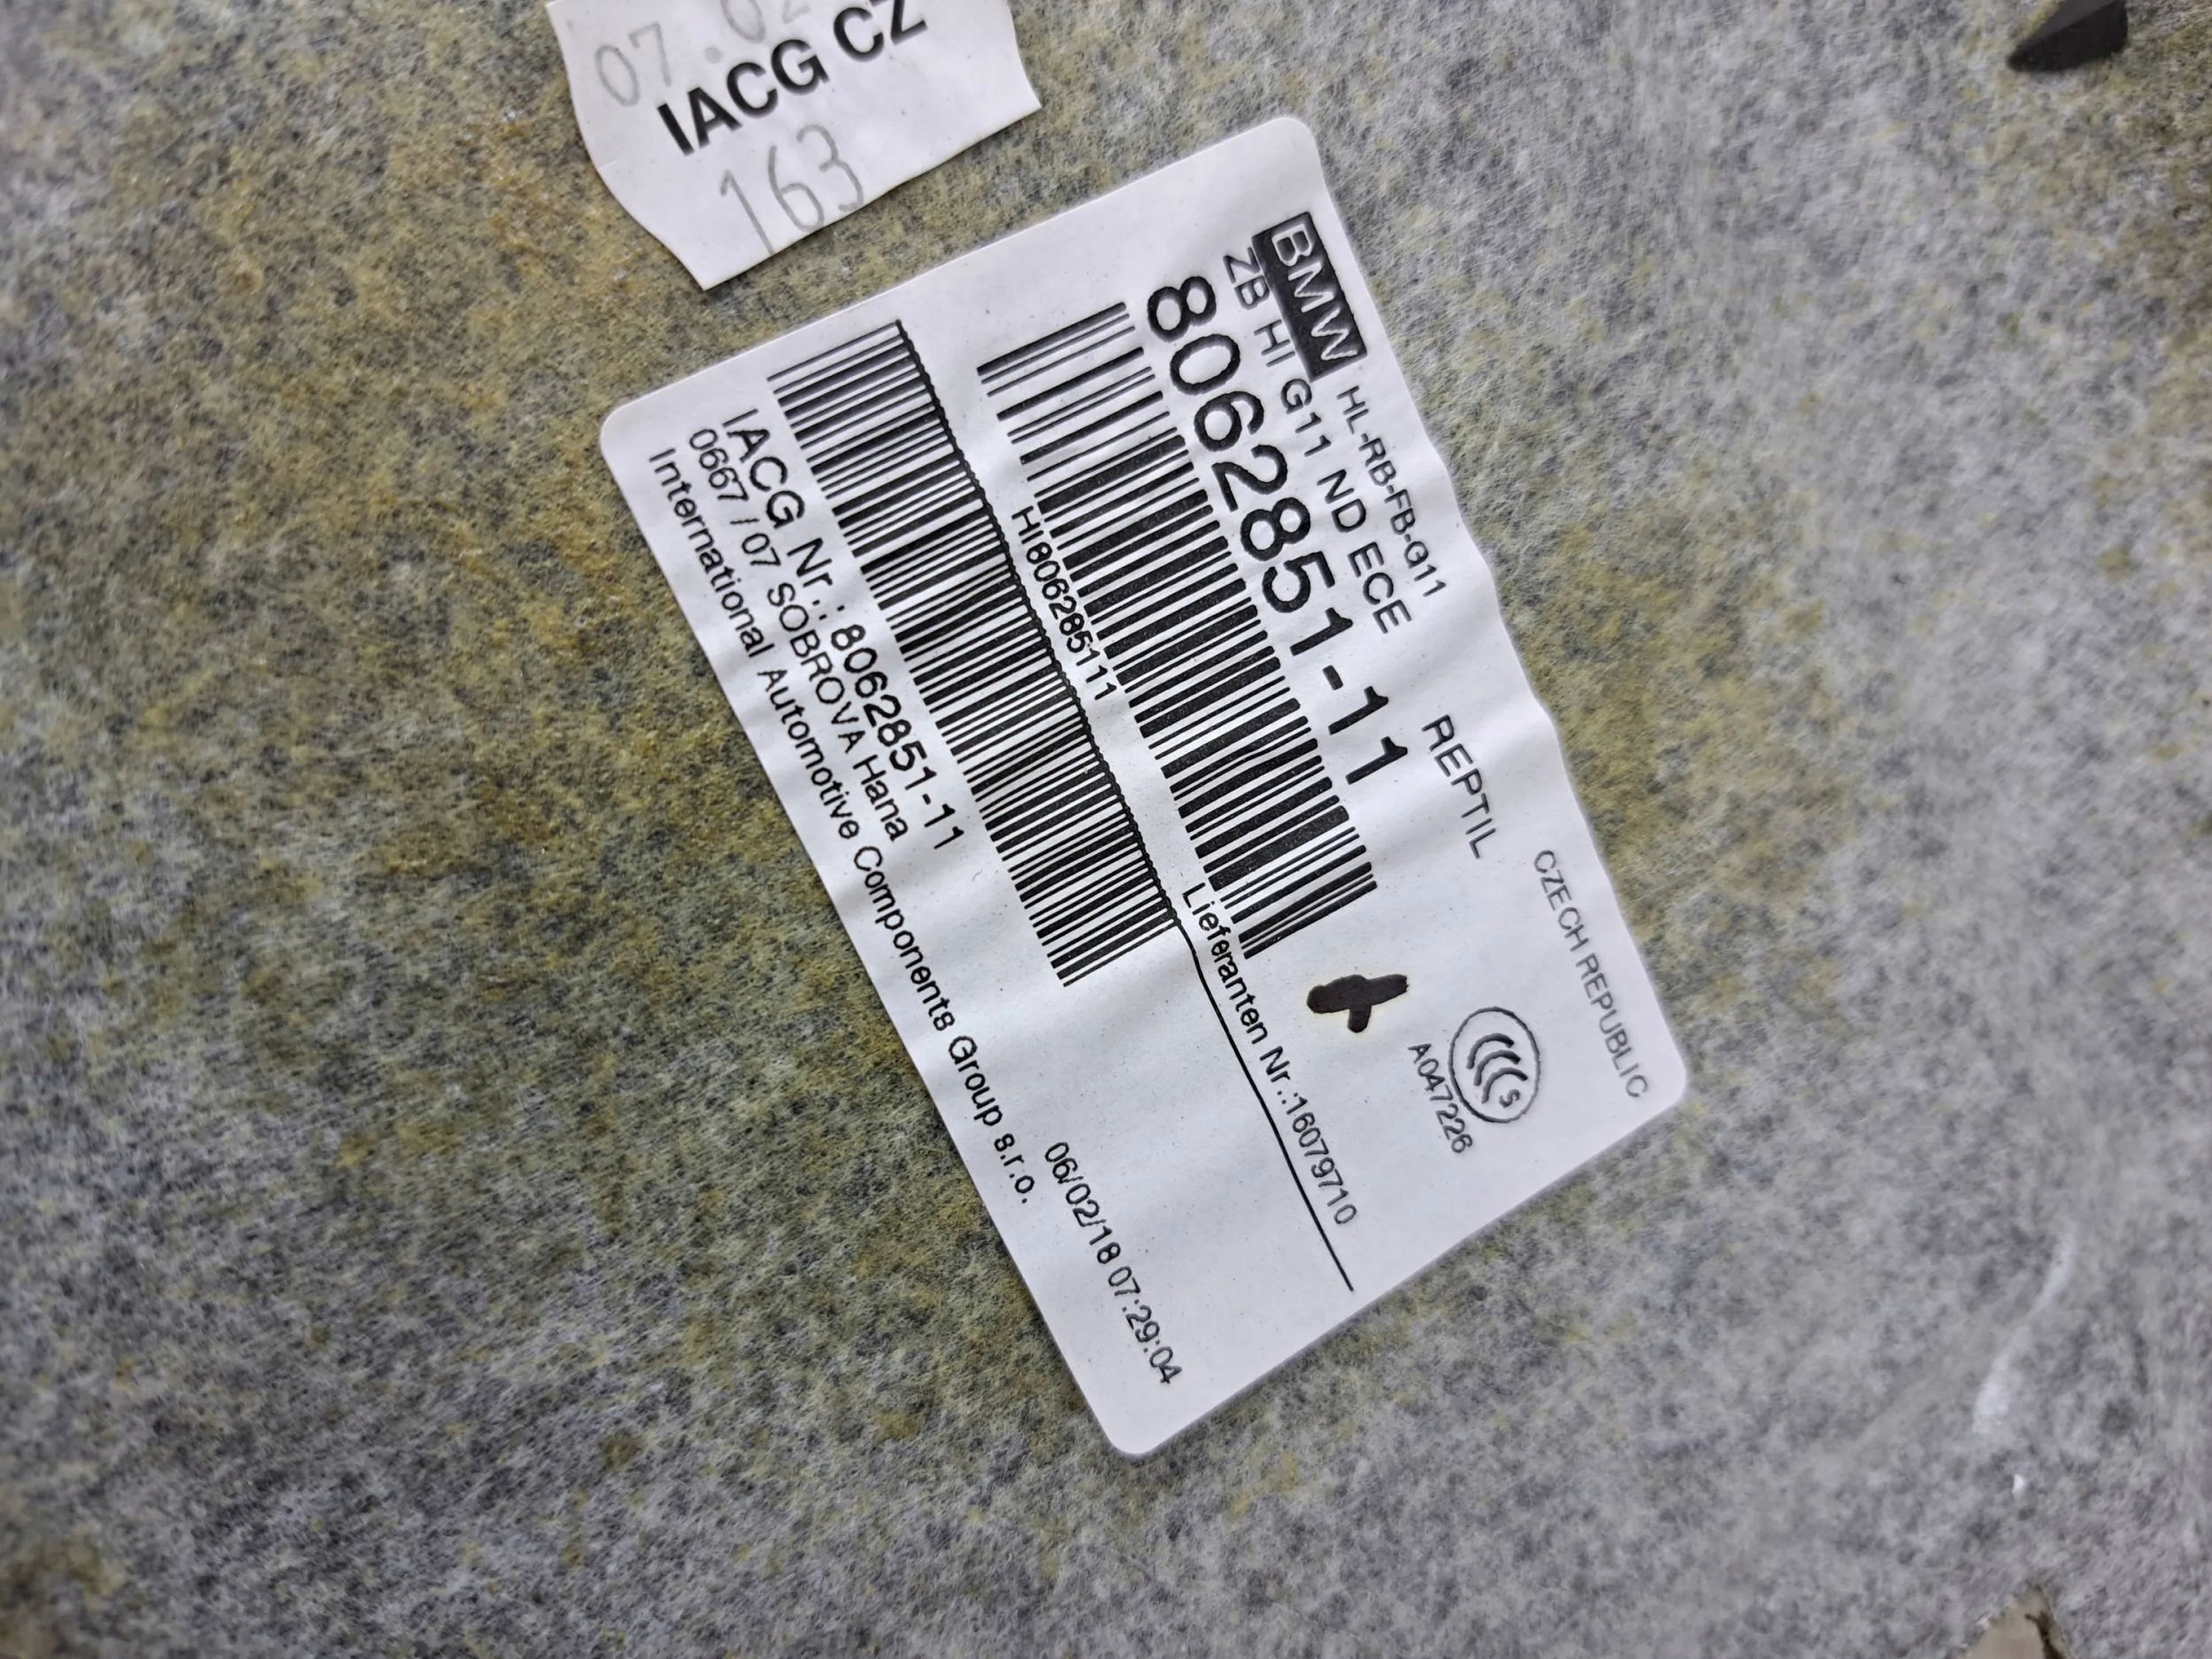 07.02
IACG CZ
163
BMW HL-RB-FB-G11
CZECH REPUBLIC
ZB HI G11 ND ECE REPTIL
8062851-11
A047226
S
HI806285111
Lieferanten Nr.:16079710
IACG Nr.: 8062851-11
0667 / 07 SOBROVA Hana
06/02/18 07:29:04
International Automotive Components Group s.r.o.